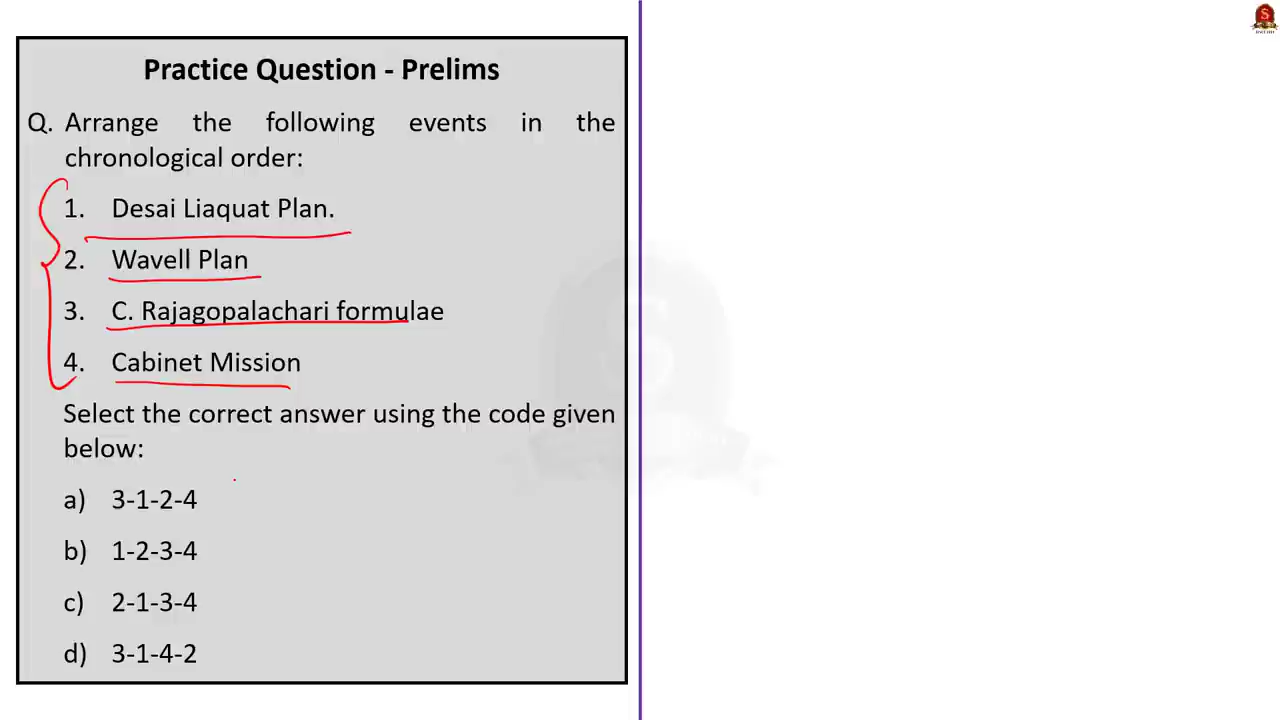 Practice Question - Prelims
Q. Arrange the following events in the
chronological order:
1. Desai Liaquat Plan.
2. Wavell Plan
3. C. Rajagopalachari formulae
4. Cabinet Mission
Select the correct answer using the code given
below:
a) 3-1-2-4
b) 1-2-3-4
c) 2-1-3-4
d) 3-1-4-2